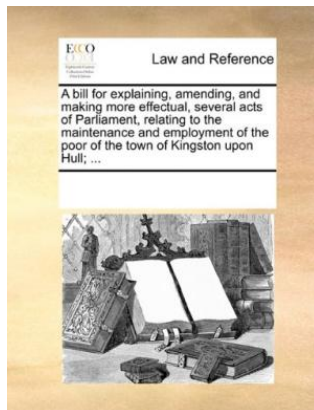 ECCO
Law and Reference
A bill for explaining, amending, and
making more effectual, several acts
of Parliament, relating to the
maintenance and employment of the
poor of the town of Kingston upon
Hull; ...